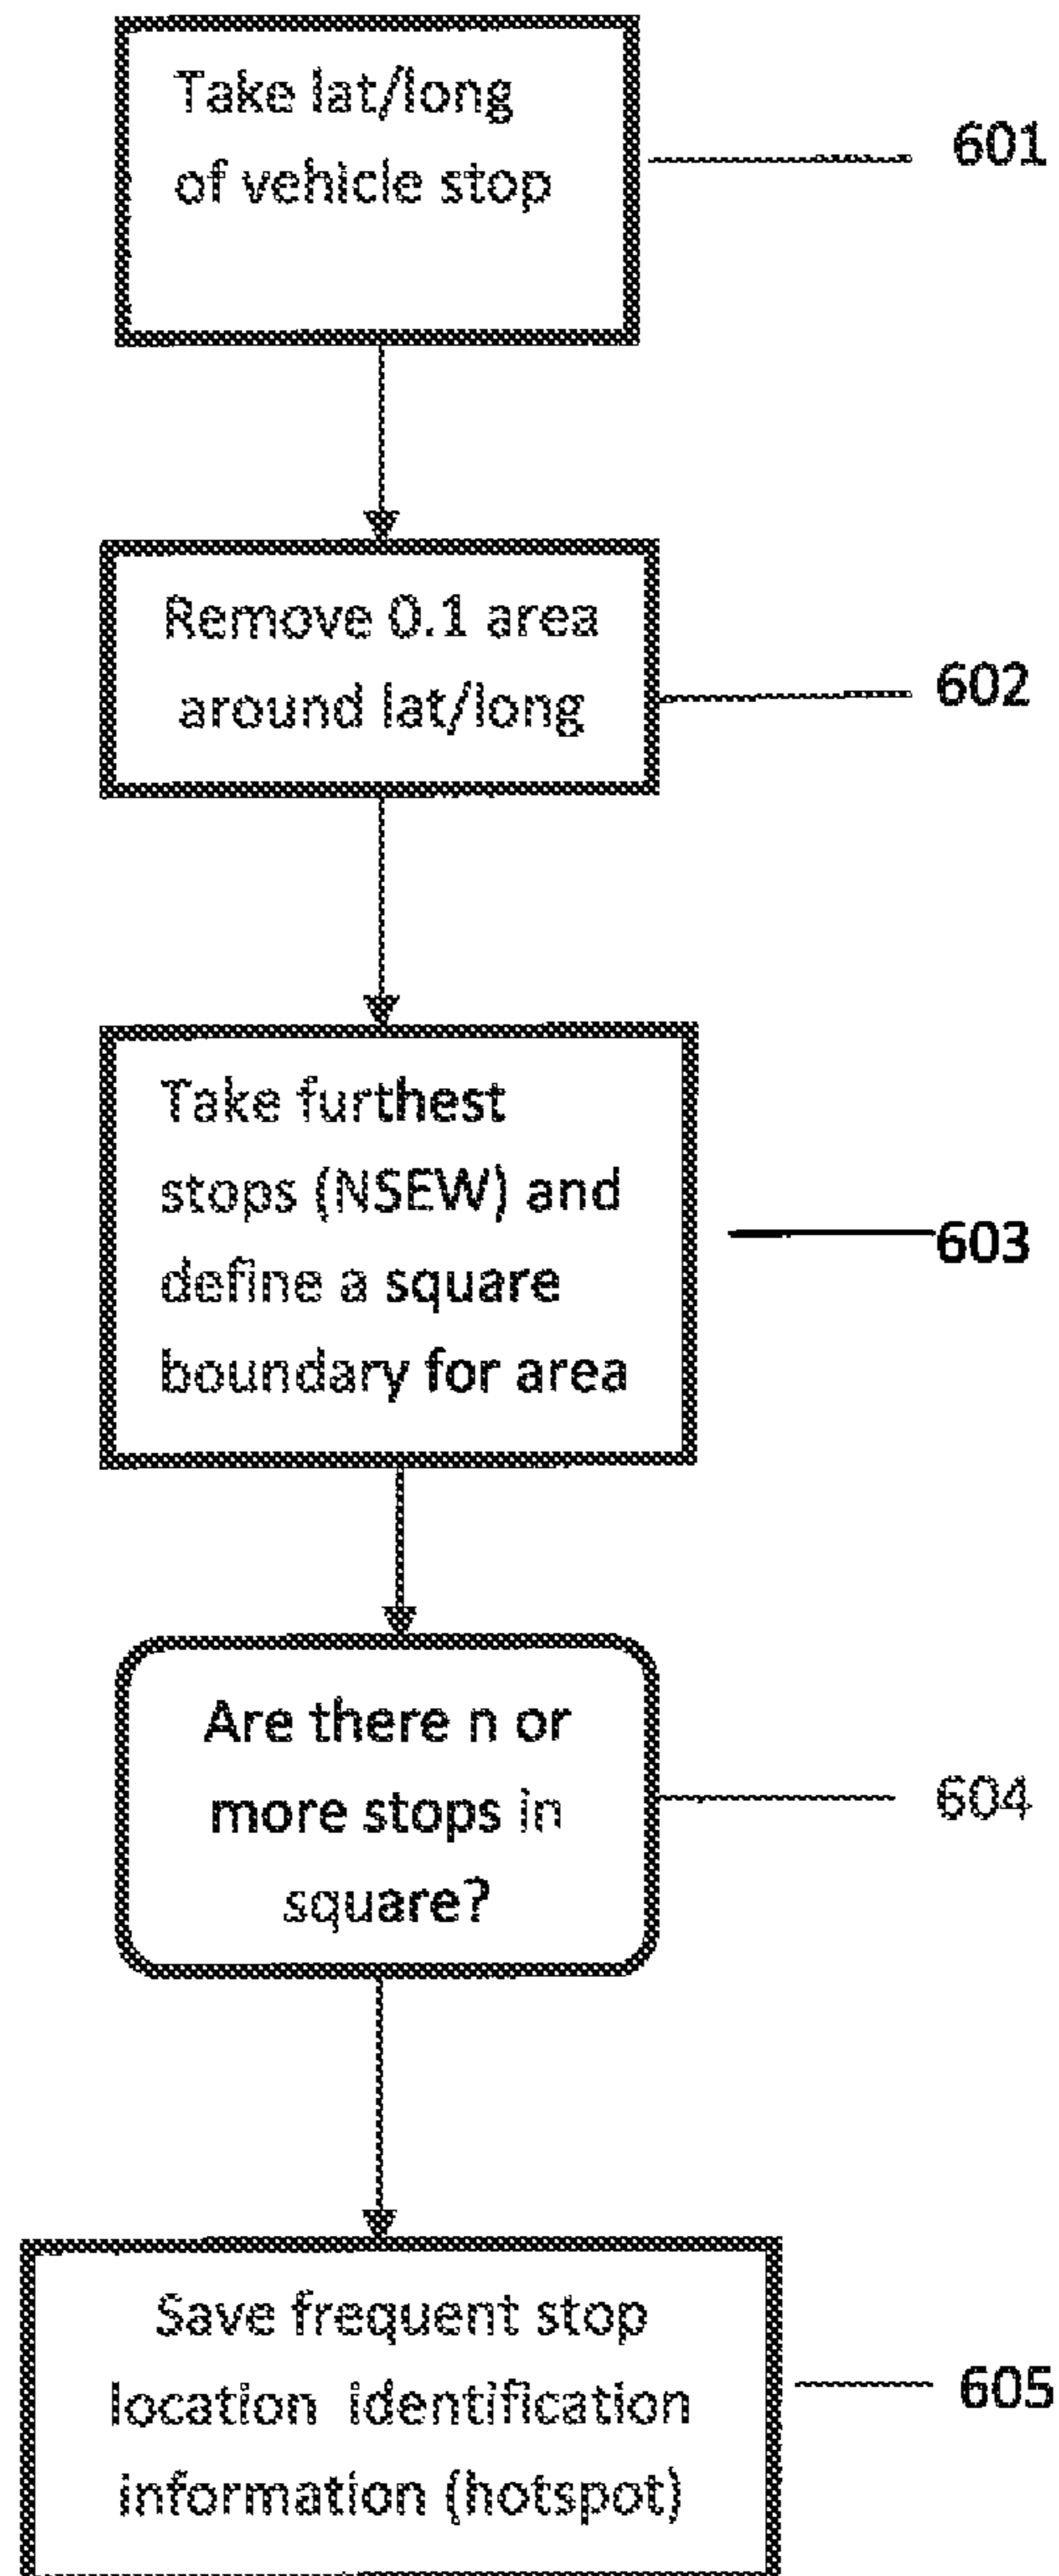 Take lat/long
of vehicle stop
601
Remove 0.1 area
around lat/long
602
Take furthest
stops (NSEW) and
define a square
boundary for area
603
Are there n or
more stops in
square?
604
Save frequent stop
location identification
information (hotspot)
605